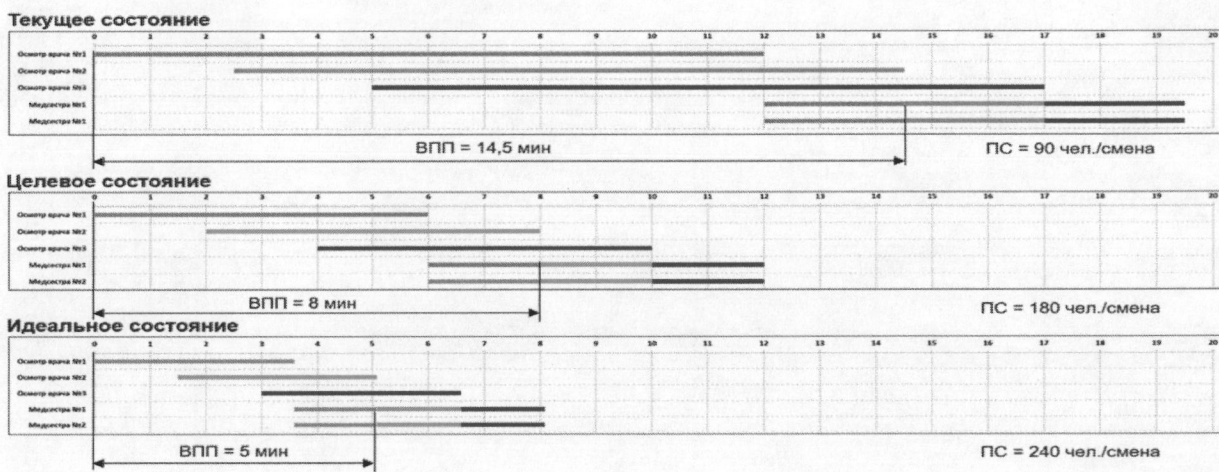 Текущее состояние
0 1 2 3 4 5 6 7 8 9 10 11 12 13 14 15 16 17 18 19 20
Осмотр врача №1
Осмотр врача №2
Осмотр врача №3
Медсестра №1
Медсестра №1
ВПП = 14,5 мин ПС = 90 чел./смена
Целевое состояние
0 1 2 3 4 5 6 7 8 9 10 11 12 13 14 15 16 17 18 19 20
Осмотр врача №1
Осмотр врача №2
Осмотр врача №3
Медсестра №1
Медсестра №2
ВПП = 8 мин ПС = 180 чел./смена
Идеальное состояние
0 1 2 3 4 5 6 7 8 9 10 11 12 13 14 15 16 17 18 19 20
Осмотр врача №1
Осмотр врача №2
Осмотр врача №3
Медсестра №1
Медсестра №2
ВПП = 5 мин ПС = 240 чел./смена